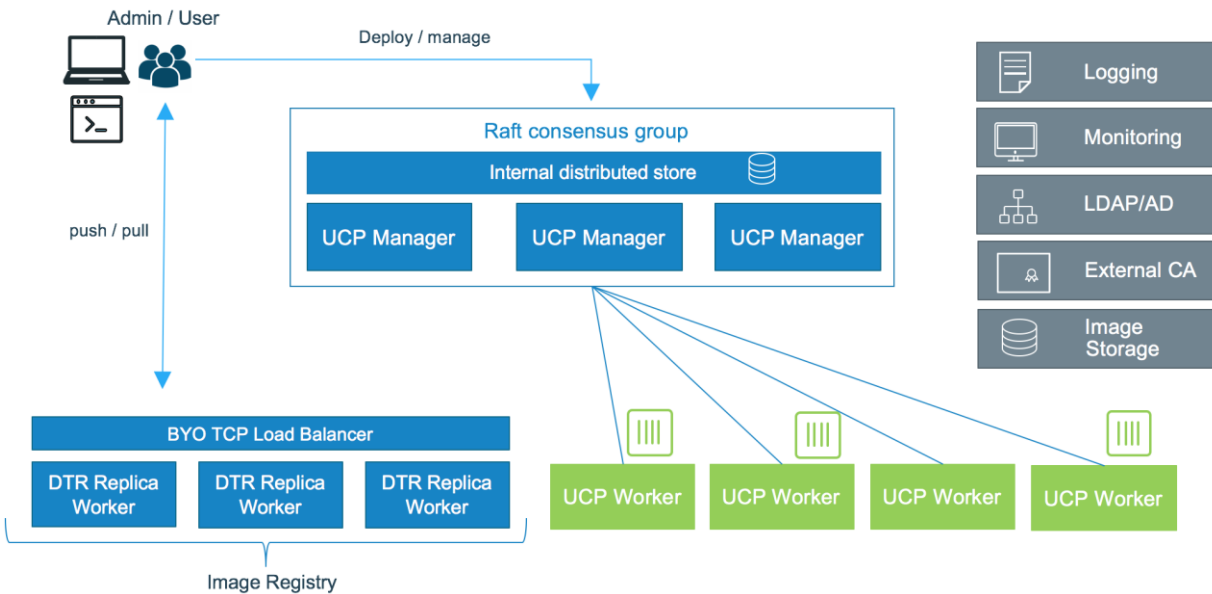 Admin / User
Deploy / manage
Raft consensus group
Internal distributed store
UCP Manager
UCP Manager
UCP Manager
push / pull
Logging
Monitoring
LDAP/AD
External CA
Image
Storage
BYO TCP Load Balancer
DTR Replica
Worker
DTR Replica
Worker
DTR Replica
Worker
Image Registry
UCP Worker
UCP Worker
UCP Worker
UCP Worker